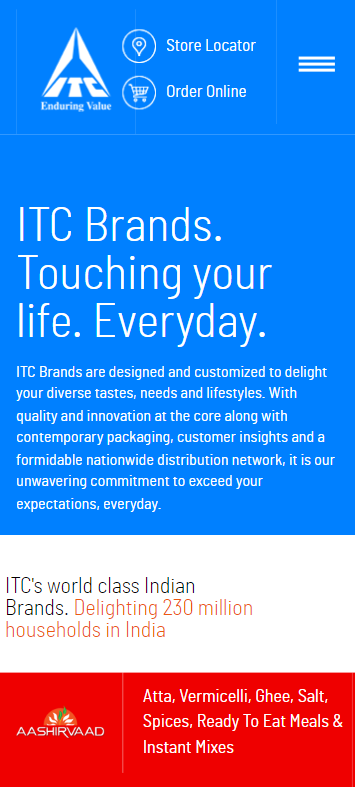 ITC
Enduring Value
Store Locator
Order Online
ITC Brands.
Touching your
life. Everyday.
ITC Brands are designed and customized to delight
your diverse tastes, needs and lifestyles. With
quality and innovation at the core along with
contemporary packaging, customer insights and a
formidable nationwide distribution network, it is our
unwavering commitment to exceed your
expectations, everyday.
ITC's world class Indian
Brands. Delighting 230 million
households in India
AASHIRVAAD
Atta, Vermicelli, Ghee, Salt,
Spices, Ready To Eat Meals &
Instant Mixes